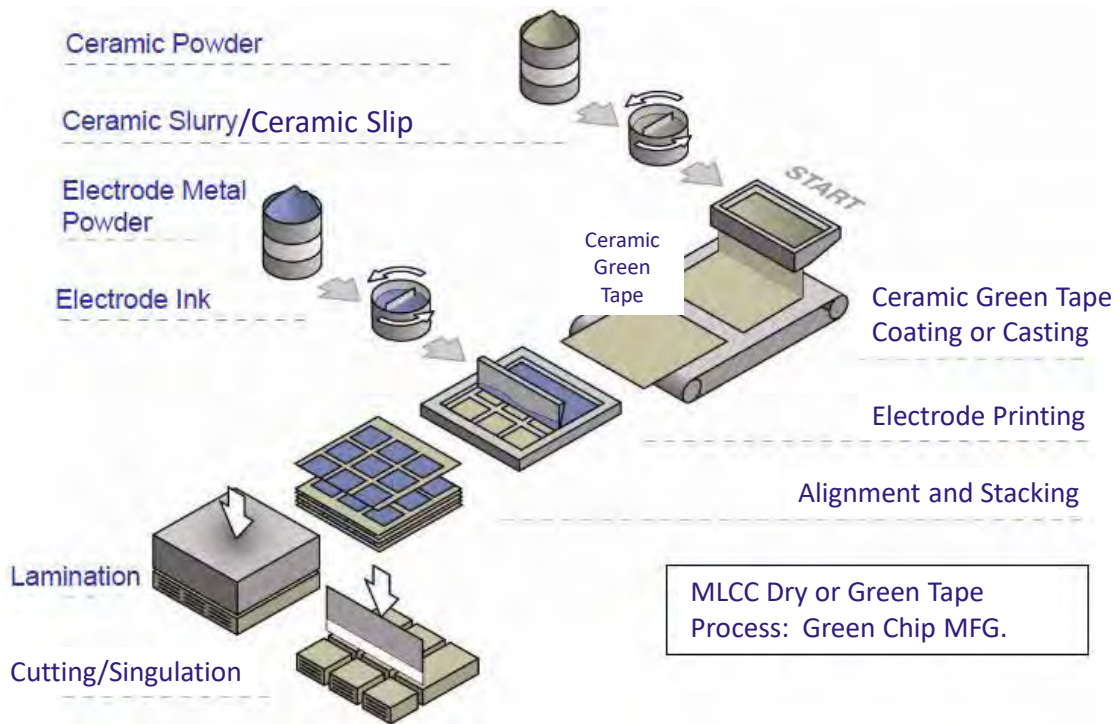 Ceramic Powder
Ceramic Slurry/Ceramic Slip
START
Electrode Metal
Powder
Ceramic
Green
Tape
Electrode Ink
Ceramic Green Tape
Coating or Casting
Electrode Printing
Alignment and Stacking
Lamination
MLCC Dry or Green Tape
Process: Green Chip MFG.
Cutting/Singulation